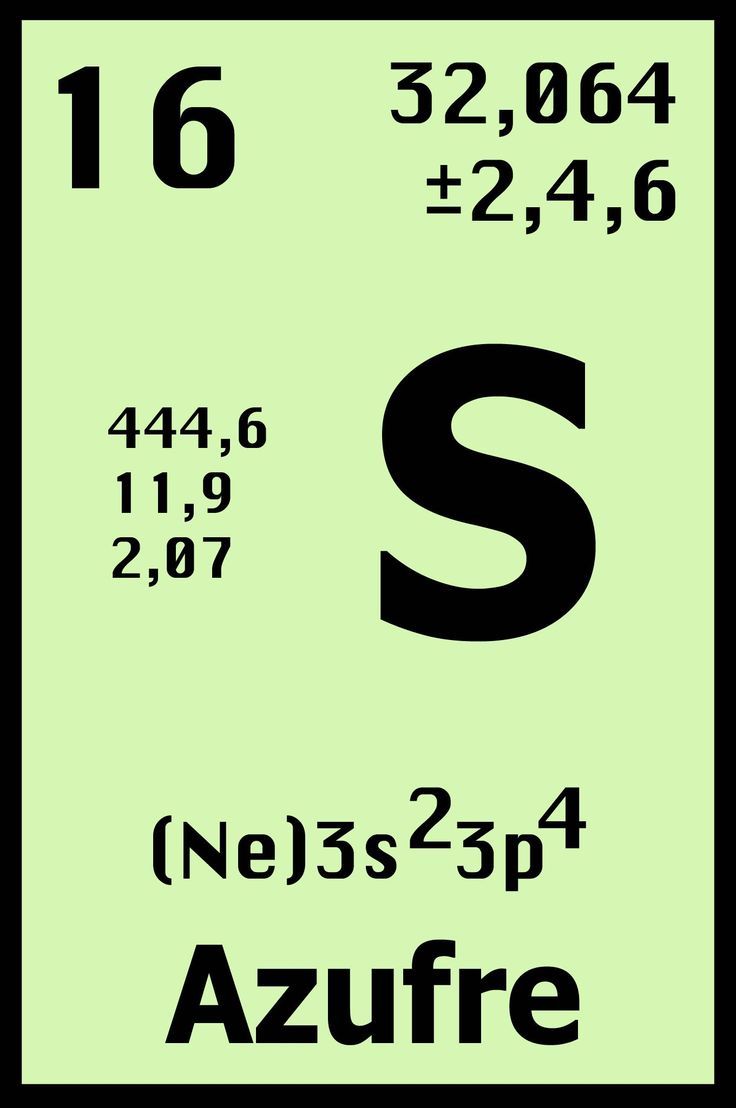 16
32,064
±2,4,6
S
444,6
11,9
2,07
(Ne)3s²3p⁴
Azufre